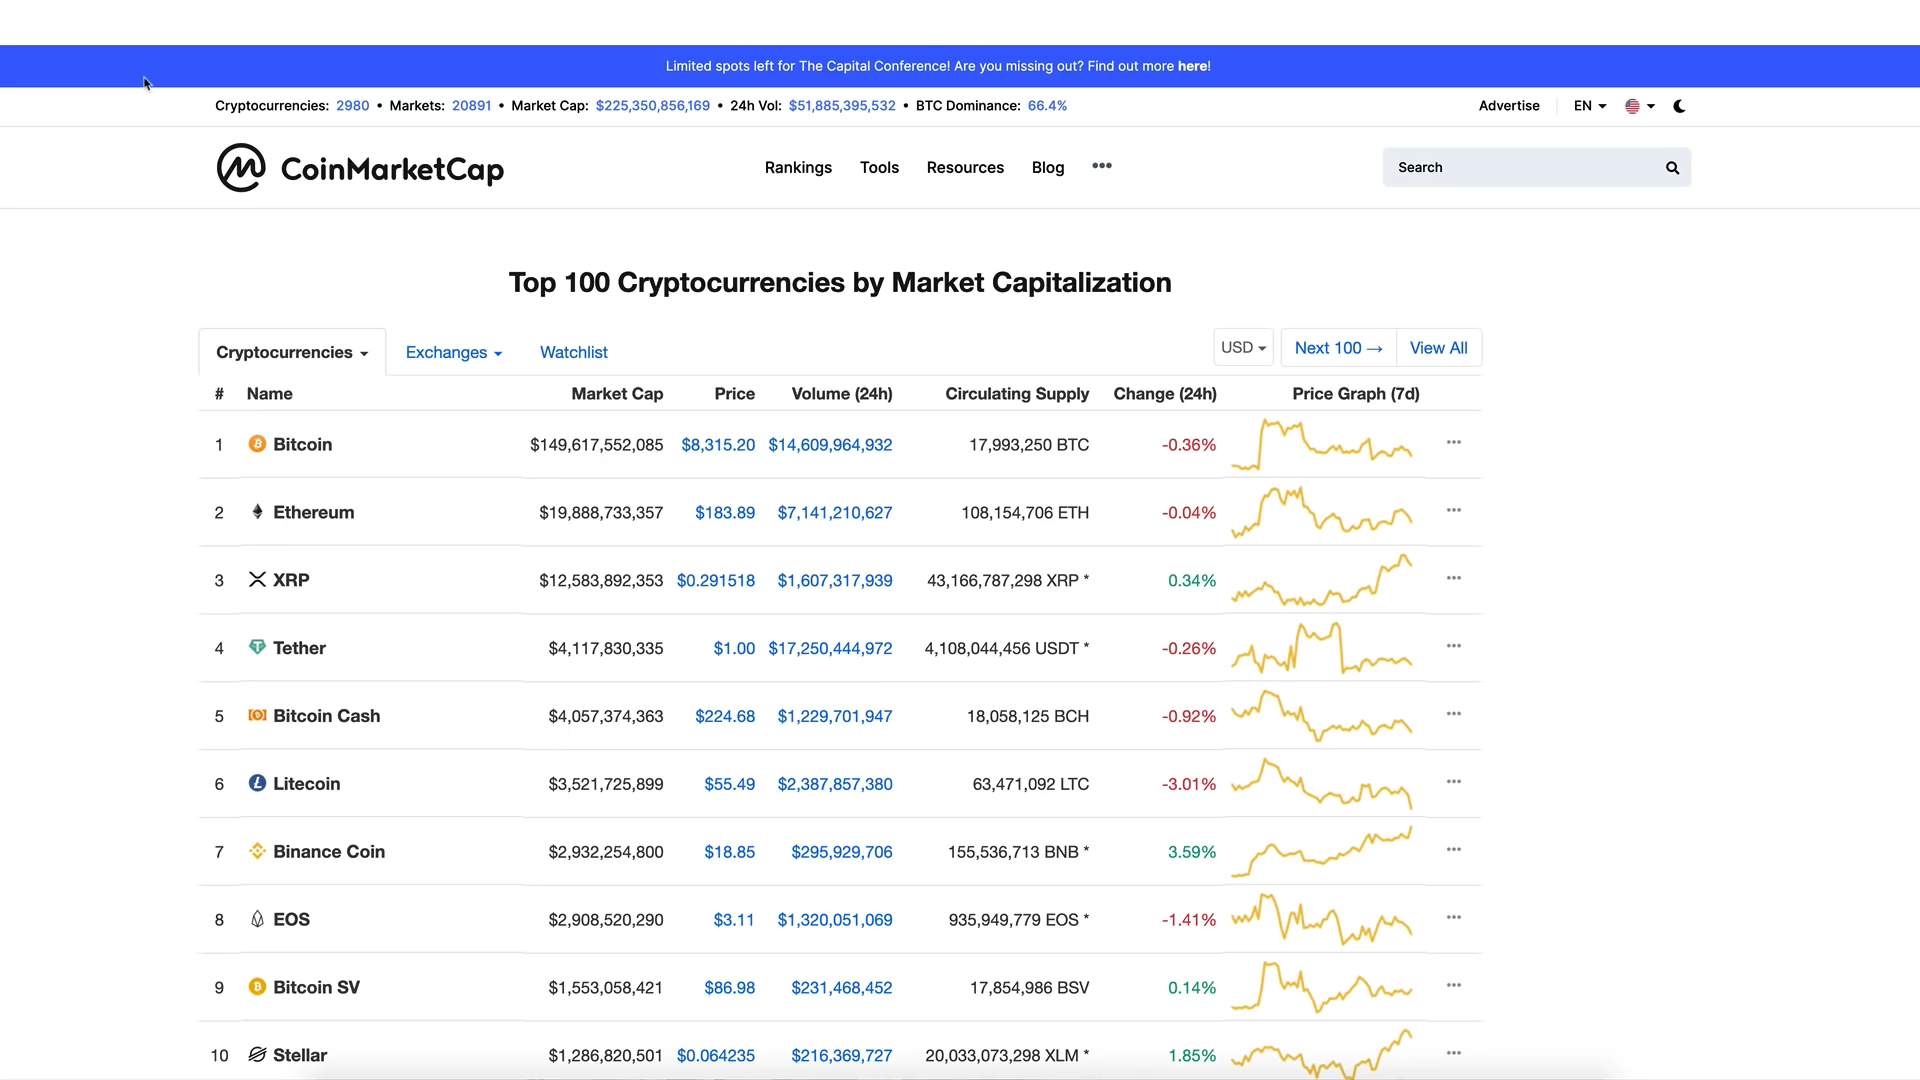 Limited spots left for The Capital Conference! Are you missing out? Find out more here!
Cryptocurrencies: 2980 • Markets: 20891 • Market Cap: $225,350,856,169 • 24h Vol: $51,885,395,532 • BTC Dominance: 66.4% Advertise EN
CoinMarketCap Rankings Tools Resources Blog ••• Search
Top 100 Cryptocurrencies by Market Capitalization
Cryptocurrencies Exchanges Watchlist USD Next 100 → View All
# Name Market Cap Price Volume (24h) Circulating Supply Change (24h) Price Graph (7d)
1 Bitcoin $149,617,552,085 $8,315.20 $14,609,964,932 17,993,250 BTC -0.36% •••
2 Ethereum $19,888,733,357 $183.89 $7,141,210,627 108,154,706 ETH -0.04% •••
3 XRP $12,583,892,353 $0.291518 $1,607,317,939 43,166,787,298 XRP * 0.34% •••
4 Tether $4,117,830,335 $1.00 $17,250,444,972 4,108,044,456 USDT * -0.26% •••
5 Bitcoin Cash $4,057,374,363 $224.68 $1,229,701,947 18,058,125 BCH -0.92% •••
6 Litecoin $3,521,725,899 $55.49 $2,387,857,380 63,471,092 LTC -3.01% •••
7 Binance Coin $2,932,254,800 $18.85 $295,929,706 155,536,713 BNB * 3.59% •••
8 EOS $2,908,520,290 $3.11 $1,320,051,069 935,949,779 EOS * -1.41% •••
9 Bitcoin SV $1,553,058,421 $86.98 $231,468,452 17,854,986 BSV 0.14% •••
10 Stellar $1,286,820,501 $0.064235 $216,369,727 20,033,073,298 XLM * 1.85% •••